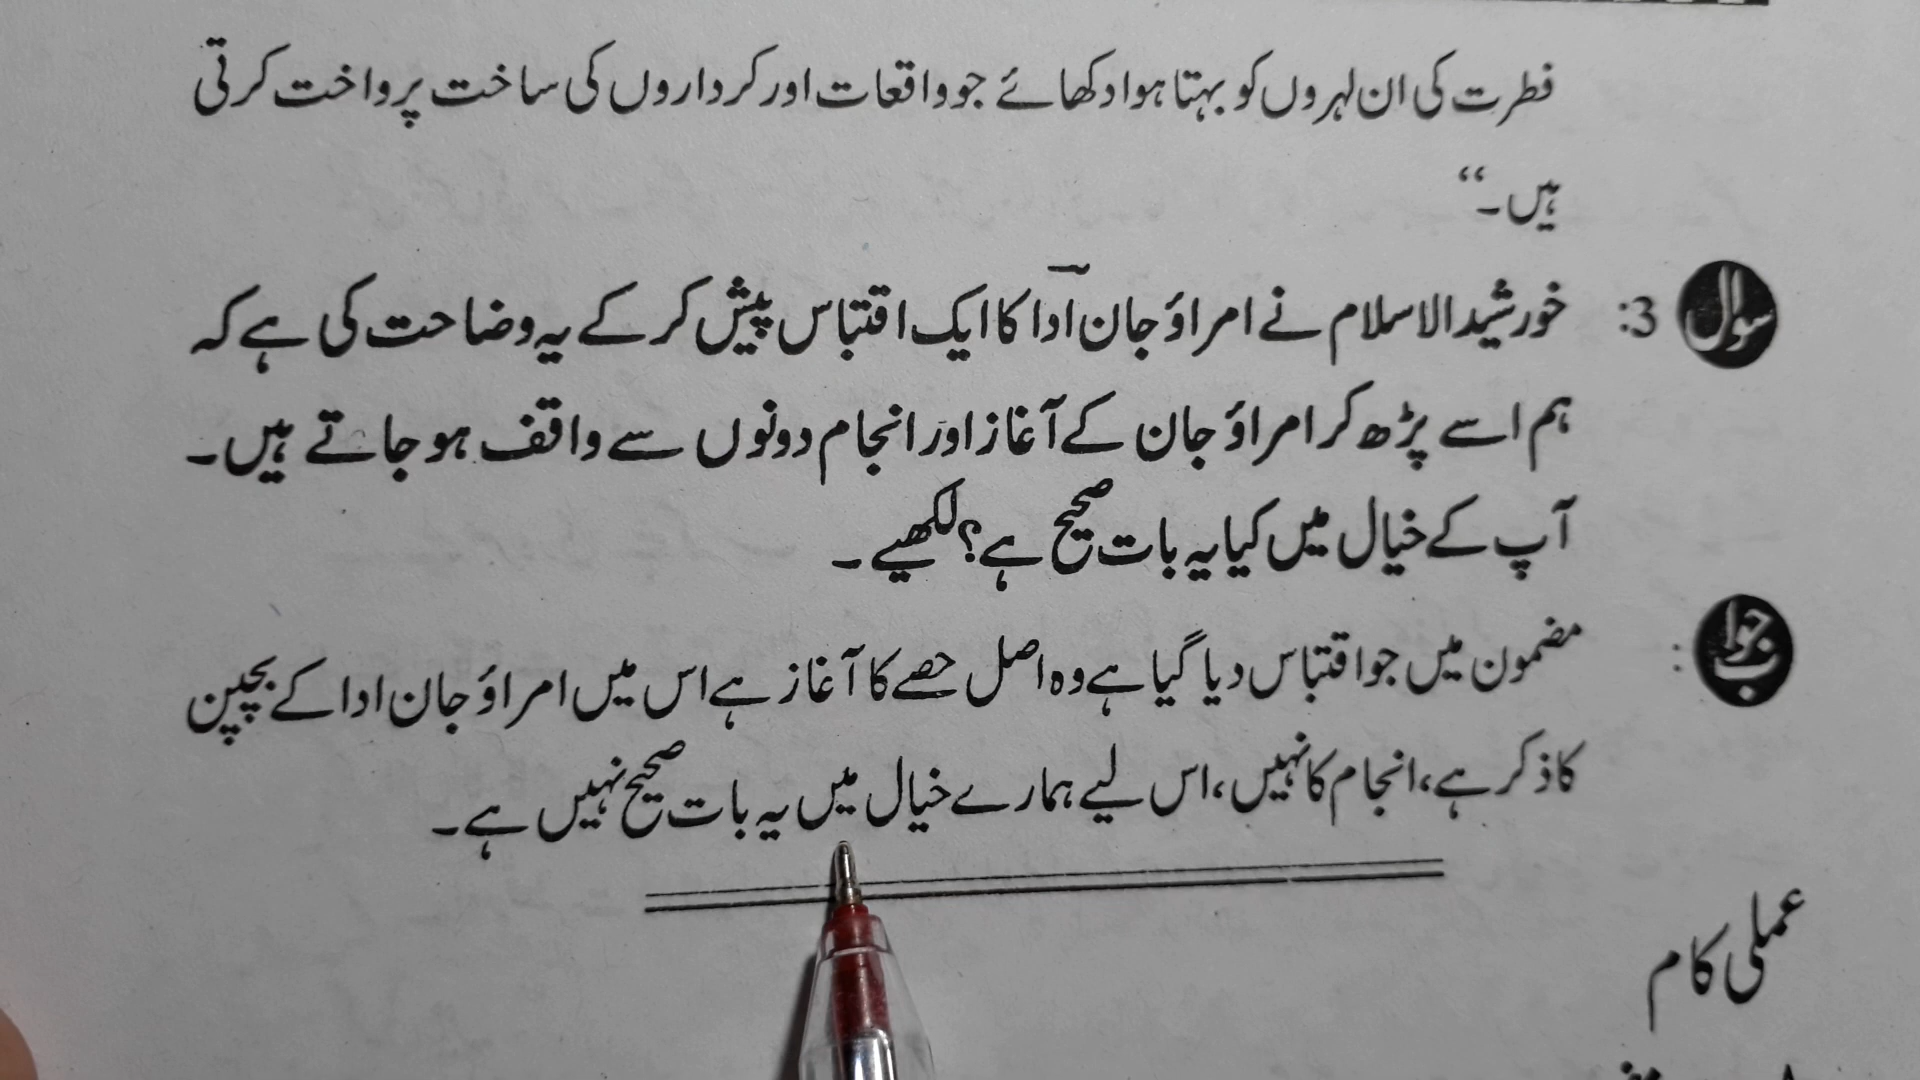 فطرت کی ان لہروں کو بہتا ہوا دکھائے جو واقعات اور کرداروں کی ساخت پرواخت کرتی
ہیں۔“
سوال 3: خورشید الاسلام نے امراؤ جان ادا کا ایک اقتباس پیش کر کے یہ وضاحت کی ہے کہ
ہم اسے پڑھ کر امراؤ جان کے آغاز اور انجام دونوں سے واقف ہو جاتے ہیں۔
آپ کے خیال میں کیا یہ بات صحیح ہے؟ لکھیے۔
جواب : مضمون میں جو اقتباس دیا گیا ہے وہ اصل حصے کا آغاز ہے اس میں امراؤ جان ادا کے بچپن
کا ذکر ہے، انجام کا نہیں، اس لیے ہمارے خیال میں یہ بات صحیح نہیں ہے۔
عملی کام